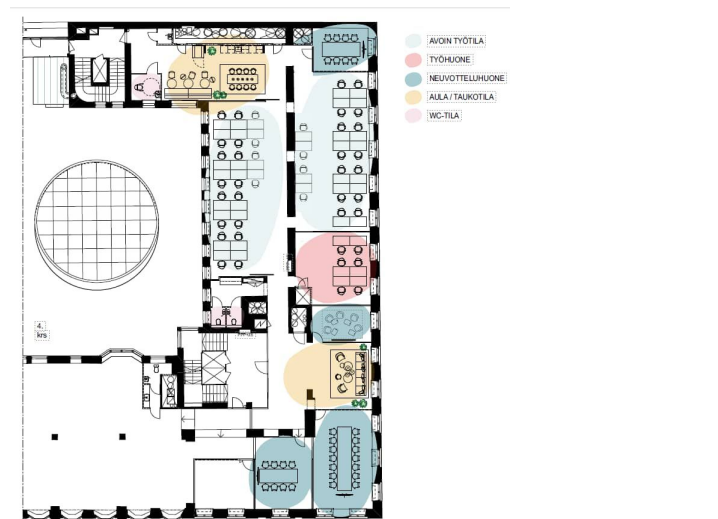 AVOIN TYÖTILA
TYÖHUONE
NEUVOTTELUHUONE
AULA / TAUKOTILA
WC-TILA
4.
krs